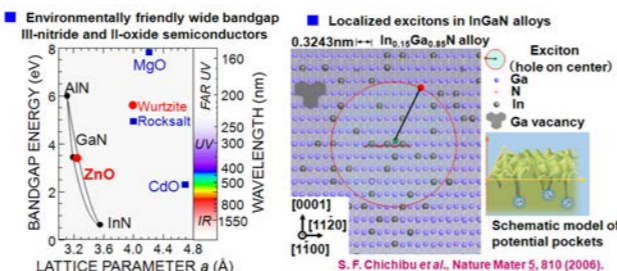 Environmentally friendly wide bandgap
III-nitride and II-oxide semiconductors
BANDGAP ENERGY (eV)
8
6
4
2
0
3.2 3.6 4.0 4.4 4.8
LATTICE PARAMETER a (Å)
AlN
GaN
ZnO
InN
MgO
Wurtzite
Rocksalt
CdO
FAR UV
UV
IR
160
200
250
300
400
500
600
800
1550
WAVELENGTH (nm)
Localized excitons in InGaN alloys
0.3243nm
In0.15Ga0.85N alloy
Exciton
(hole on center)
Ga
N
In
Ga vacancy
[0001]
[112̄0]
[11̄00]
Schematic model of
potential pockets
S. F. Chichibu et al., Nature Mater 5, 810 (2006).